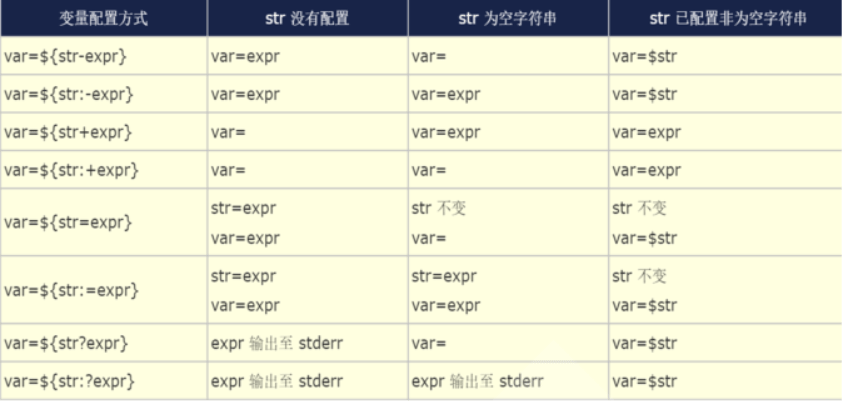 变量配置方式 str 没有配置 str 为空字符串 str 已配置非为空字符串
var=${str-expr} var=expr var= var=$str
var=${str:-expr} var=expr var=expr var=$str
var=${str+expr} var= var=expr var=expr
var=${str:+expr} var= var= var=expr
var=${str=expr} str=expr str 不变 str 不变
var=expr var= var=$str
var=${str:=expr} str=expr str=expr str 不变
var=expr var=expr var=$str
var=${str?expr} expr 输出至 stderr var= var=$str
var=${str:?expr} expr 输出至 stderr expr 输出至 stderr var=$str